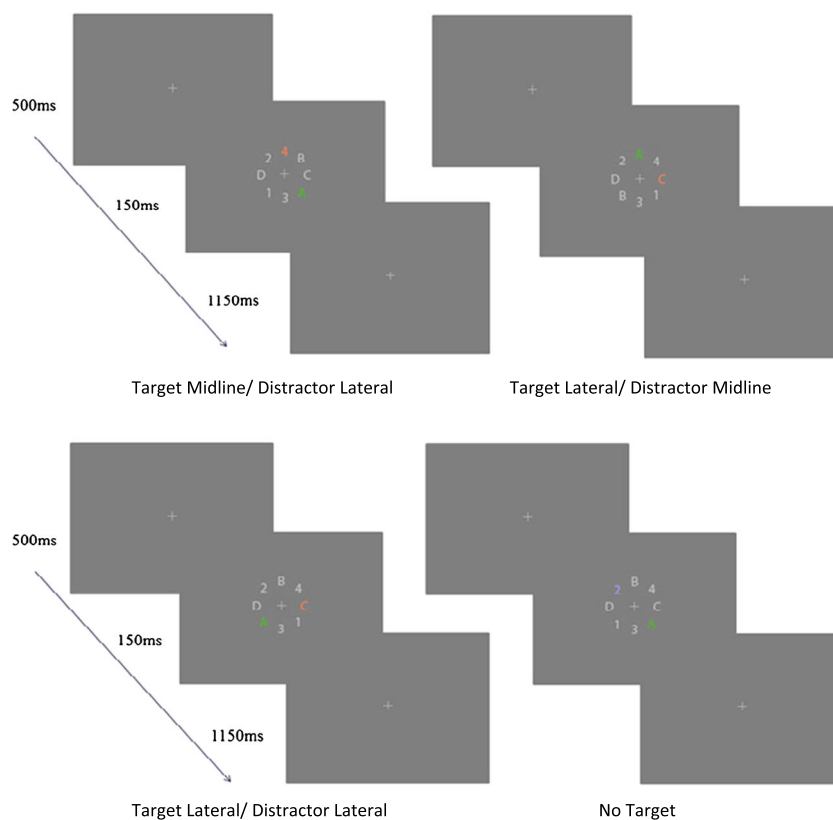 500ms
4
2 B
D C
1 A
3
150ms
1150ms
Target Midline/ Distractor Lateral
A
2 4
D C
B 1
3
Target Lateral/ Distractor Midline
500ms
B
2 4
D C
A 1
3
150ms
1150ms
Target Lateral/ Distractor Lateral
B
2 4
D C
1 A
3
No Target